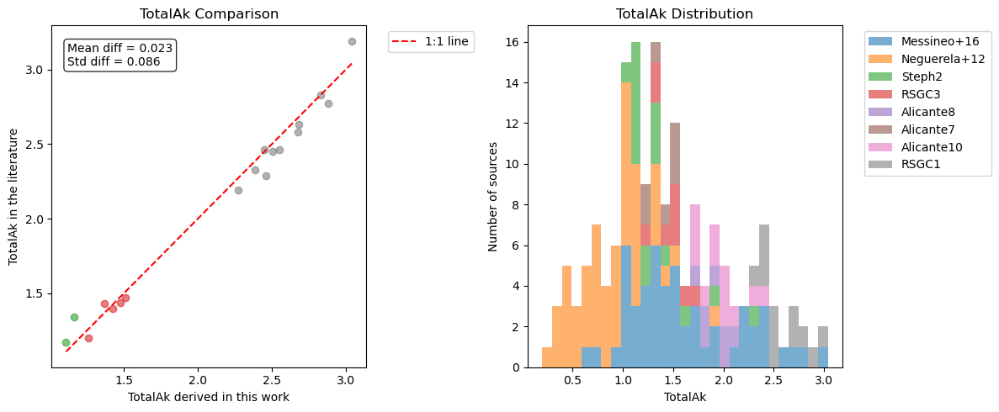 TotalAk Comparison
Mean diff = 0.023
Std diff = 0.086
3.0
2.5
2.0
1.5
TotalAk in the literature
1.5
2.0
2.5
3.0
TotalAk derived in this work
1:1 line
TotalAk Distribution
16
14
12
10
8
6
4
2
0
Number of sources
0.5
1.0
1.5
2.0
2.5
3.0
TotalAk
Messineo+16
Neguerela+12
Steph2
RSGC3
Alicante8
Alicante7
Alicante10
RSGC1